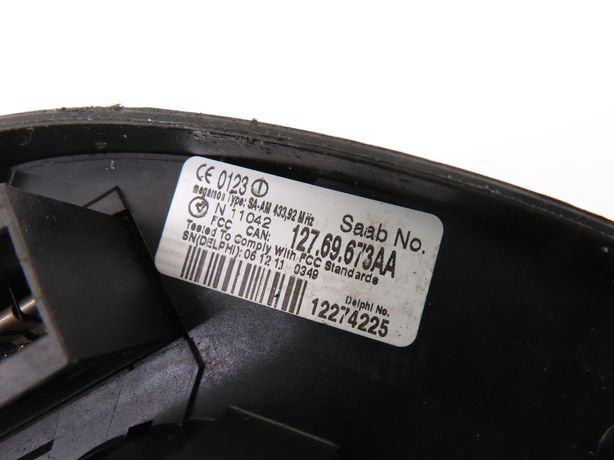 CE 0123
megamos Type: SA-AM 433,92 MHz
N 11042
FCC CAN:
Tested To Comply With FCC Standards
SN(DELPHI): 05 12 11 0349
Saab No.
127.69.673AA
1
Delphi No.
12274225